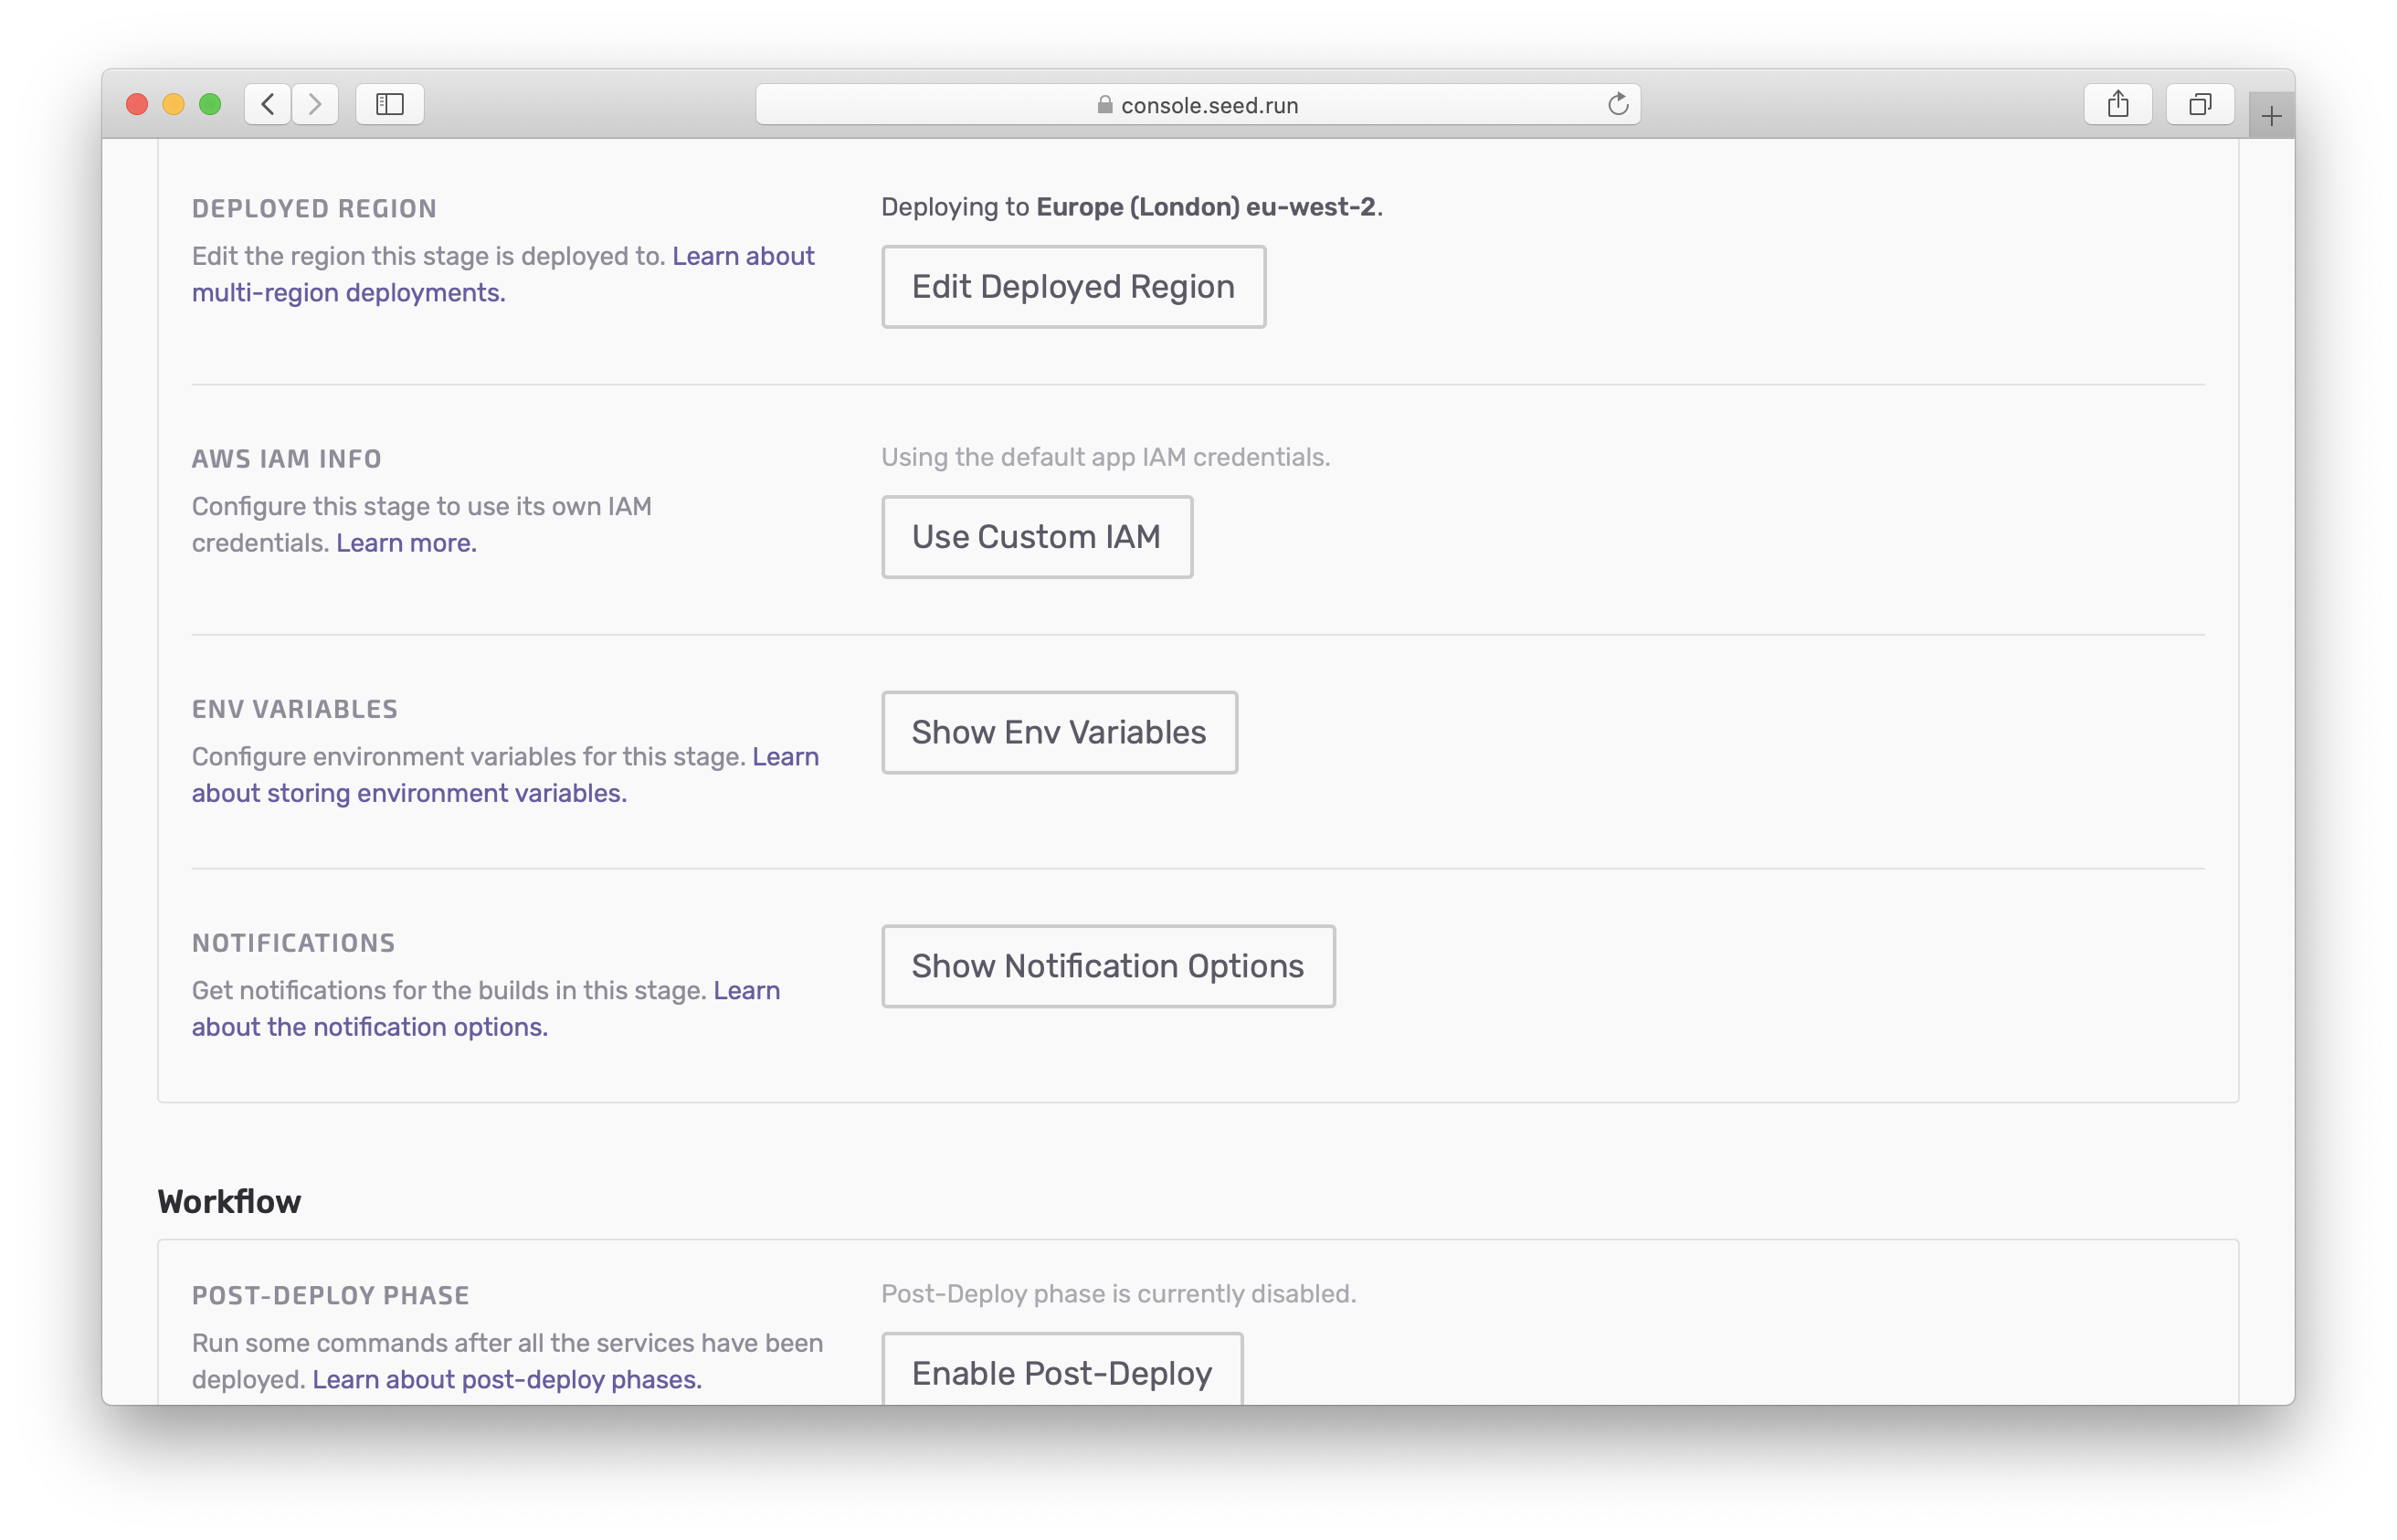 console.seed.run
DEPLOYED REGION
Edit the region this stage is deployed to. Learn about
multi-region deployments.
Deploying to Europe (London) eu-west-2.
Edit Deployed Region
AWS IAM INFO
Configure this stage to use its own IAM
credentials. Learn more.
Using the default app IAM credentials.
Use Custom IAM
ENV VARIABLES
Configure environment variables for this stage. Learn
about storing environment variables.
Show Env Variables
NOTIFICATIONS
Get notifications for the builds in this stage. Learn
about the notification options.
Show Notification Options
Workflow
POST-DEPLOY PHASE
Run some commands after all the services have been
deployed. Learn about post-deploy phases.
Post-Deploy phase is currently disabled.
Enable Post-Deploy